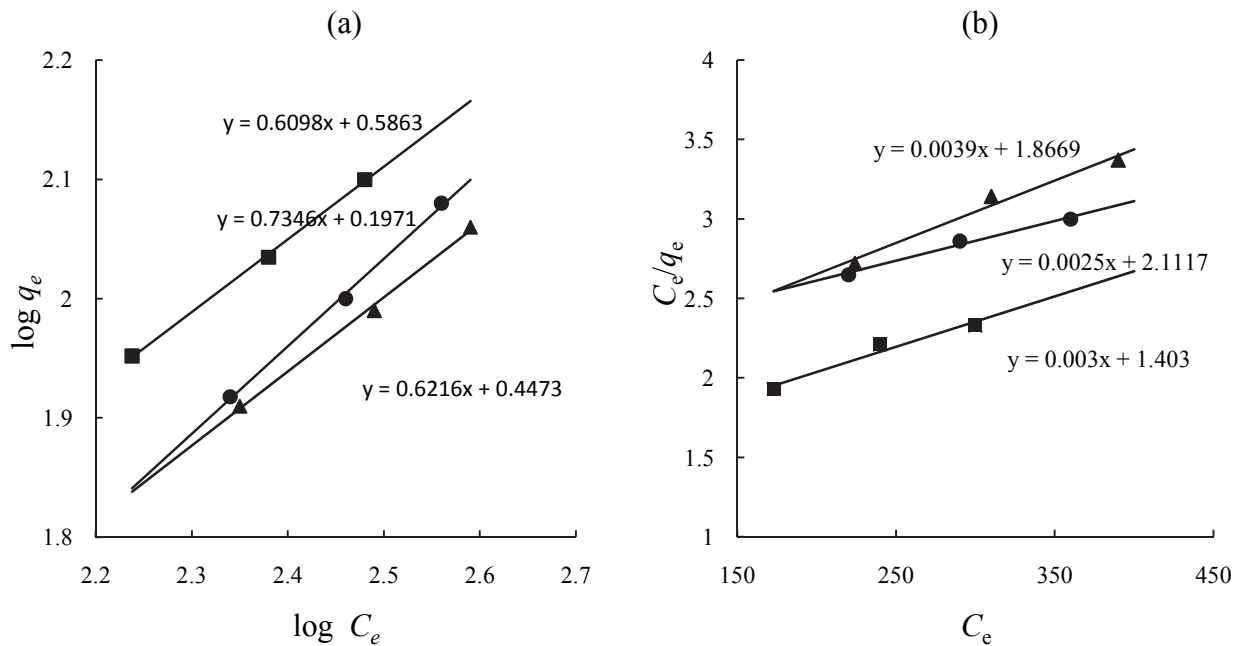 (a)
2.2
2.1
2
1.9
1.8
2.2 2.3 2.4 2.5 2.6 2.7
log qe
log Ce
y = 0.6098x + 0.5863
y = 0.7346x + 0.1971
y = 0.6216x + 0.4473
(b)
4
3.5
3
2.5
2
1.5
1
150 250 350 450
Ce/qe
Ce
y = 0.0039x + 1.8669
y = 0.0025x + 2.1117
y = 0.003x + 1.403